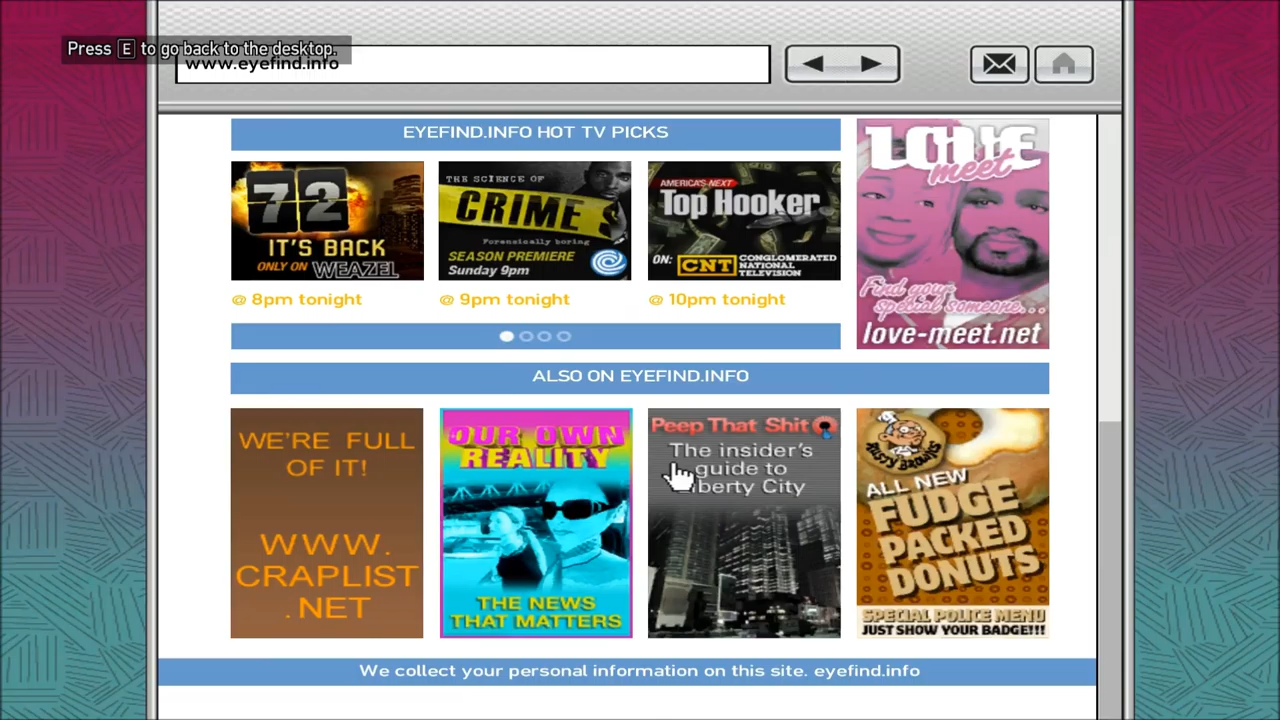 Press E to go back to the desktop.
www.eyefind.info
EYEFIND.INFO HOT TV PICKS
72
IT'S BACK
ONLY ON WEAZEL
@ 8pm tonight
THE SCIENCE OF
CRIME
Forensically boring
SEASON PREMIERE
Sunday 9pm
@ 9pm tonight
AMERICA'S NEXT
Top Hooker
ON: CNT CONGLOMERATED
NATIONAL
TELEVISION
@ 10pm tonight
LOVE
meet
Find your
special someone...
love-meet.net
ALSO ON EYEFIND.INFO
WE'RE FULL
OF IT!
WWW.
CRAPLIST
.NET
OUR OWN
REALITY
THE NEWS
THAT MATTERS
Peep That Shit
The insider's
guide to
iberty City
RUSTY BROWN'S
ALL NEW
FUDGE
PACKED
DONUTS
SPECIAL POLICE MENU
JUST SHOW YOUR BADGE!!!
We collect your personal information on this site. eyefind.info